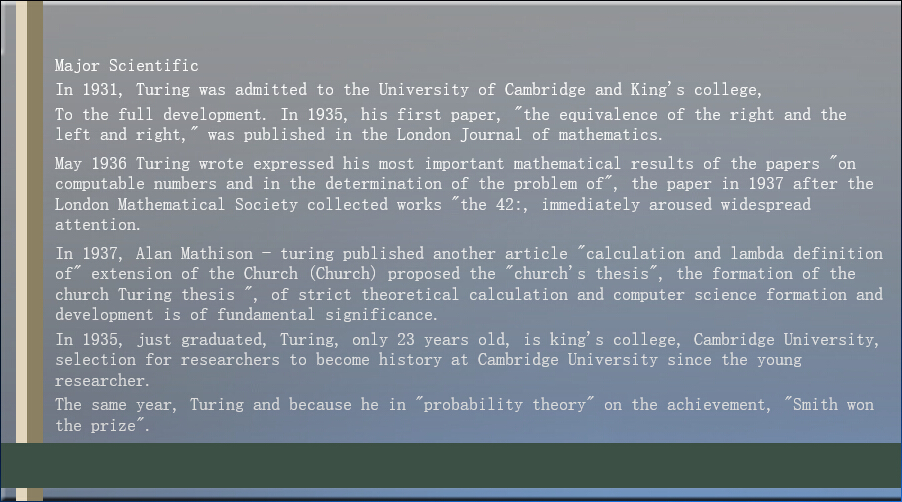 Major Scientific
In 1931, Turing was admitted to the University of Cambridge and King's college,
To the full development. In 1935, his first paper, "the equivalence of the right and the
left and right," was published in the London Journal of mathematics.
May 1936 Turing wrote expressed his most important mathematical results of the papers "on
computable numbers and in the determination of the problem of", the paper in 1937 after the
London Mathematical Society collected works "the 42:, immediately aroused widespread
attention.
In 1937, Alan Mathison - turing published another article "calculation and lambda definition
of" extension of the Church (Church) proposed the "church's thesis", the formation of the
church Turing thesis ", of strict theoretical calculation and computer science formation and
development is of fundamental significance.
In 1935, just graduated, Turing, only 23 years old, is king's college, Cambridge University,
selection for researchers to become history at Cambridge University since the young
researcher.
The same year, Turing and because he in "probability theory" on the achievement, "Smith won
the prize".